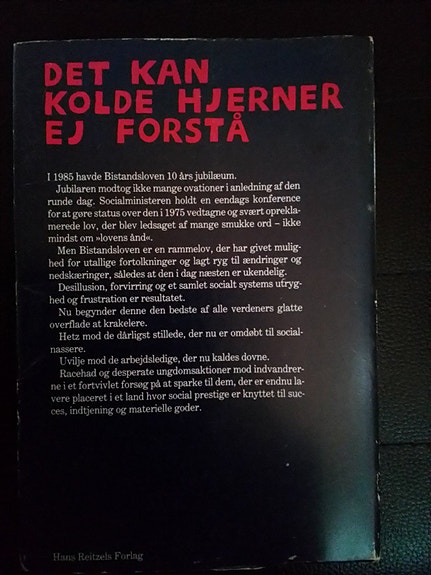 DET KAN
KOLDE HJERNER
EJ FORSTÅ
I 1985 havde Bistandsloven 10 års jubilæum.
Jubilaren modtog ikke mange ovationer i anledning af den
runde dag. Socialministeren holdt en eendags konference
for at gøre status over den i 1975 vedtagne og svært oprekla-
merede lov, der blev ledsaget af mange smukke ord – ikke
mindst om »lovens ånd«.
Men Bistandsloven er en rammelov, der har givet mulig-
hed for utallige fortolkninger og lagt ryg til ændringer og
nedskæringer, således at den i dag næsten er ukendelig.
Desillusion, forvirring og et samlet socialt systems utryg-
hed og frustration er resultatet.
Nu begynder denne den bedste af alle verdeners glatte
overflade at krakelere.
Hetz mod de dårligst stillede, der nu er omdøbt til social-
nassere.
Uvilje mod de arbejdsledige, der nu kaldes dovne.
Racehad og desperate ungdomsaktioner mod indvandrer-
ne i et fortvivlet forsøg på at sparke til dem, der er endnu la-
vere placeret i et land hvor social prestige er knyttet til suc-
ces, indtjening og materielle goder.
Hans Reitzels Forlag